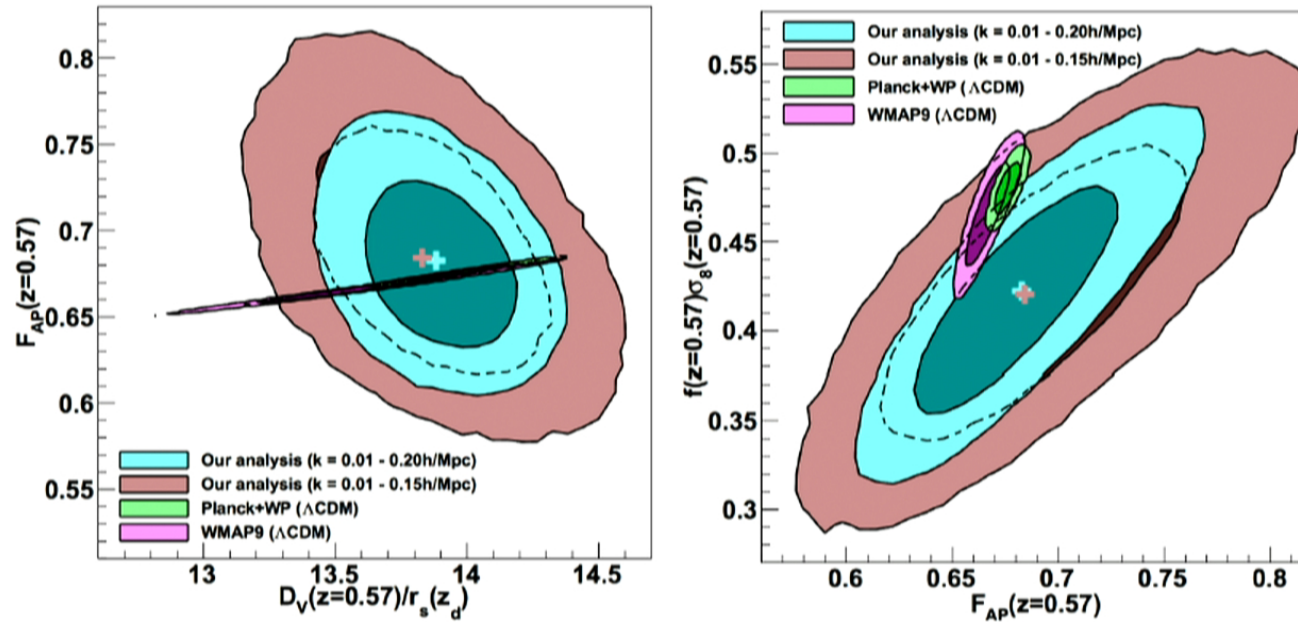 0.8
0.75
0.7
0.65
0.6
0.55
F_AP(z=0.57)
Our analysis (k = 0.01 - 0.20h/Mpc)
Our analysis (k = 0.01 - 0.15h/Mpc)
Planck+WP (ΛCDM)
WMAP9 (ΛCDM)
13 13.5 14 14.5
D_V(z=0.57)/r_s(z_d)
Our analysis (k = 0.01 - 0.20h/Mpc)
Our analysis (k = 0.01 - 0.15h/Mpc)
Planck+WP (ΛCDM)
WMAP9 (ΛCDM)
0.55
0.5
0.45
0.4
0.35
0.3
f(z=0.57)σ_8(z=0.57)
0.6 0.65 0.7 0.75 0.8
F_AP(z=0.57)